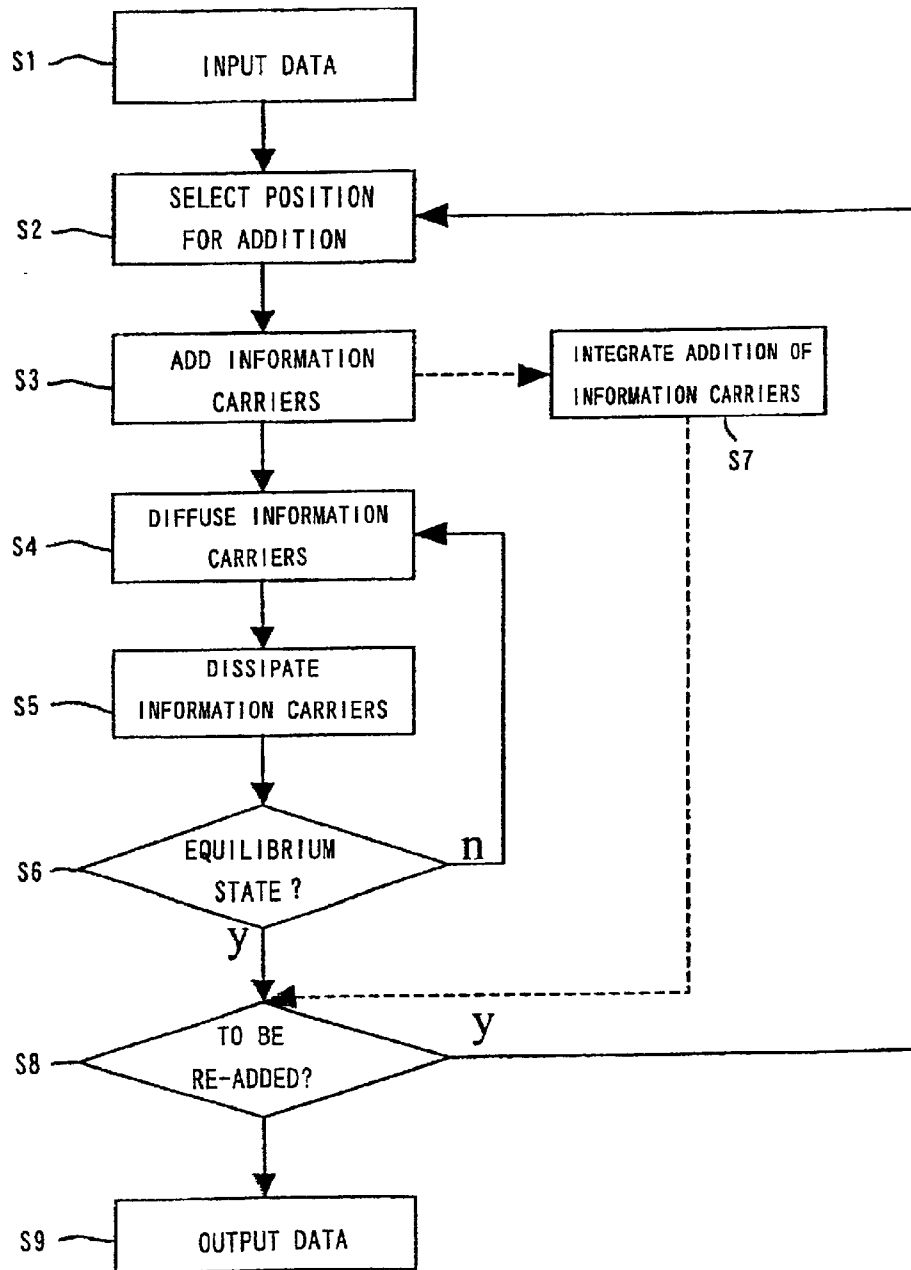 S1
INPUT DATA
S2
SELECT POSITION
FOR ADDITION
S3
ADD INFORMATION
CARRIERS
INTEGRATE ADDITION OF
INFORMATION CARRIERS
S7
S4
DIFFUSE INFORMATION
CARRIERS
S5
DISSIPATE
INFORMATION CARRIERS
S6
EQUILIBRIUM
STATE?
n
y
S8
TO BE
RE-ADDED?
y
S9
OUTPUT DATA